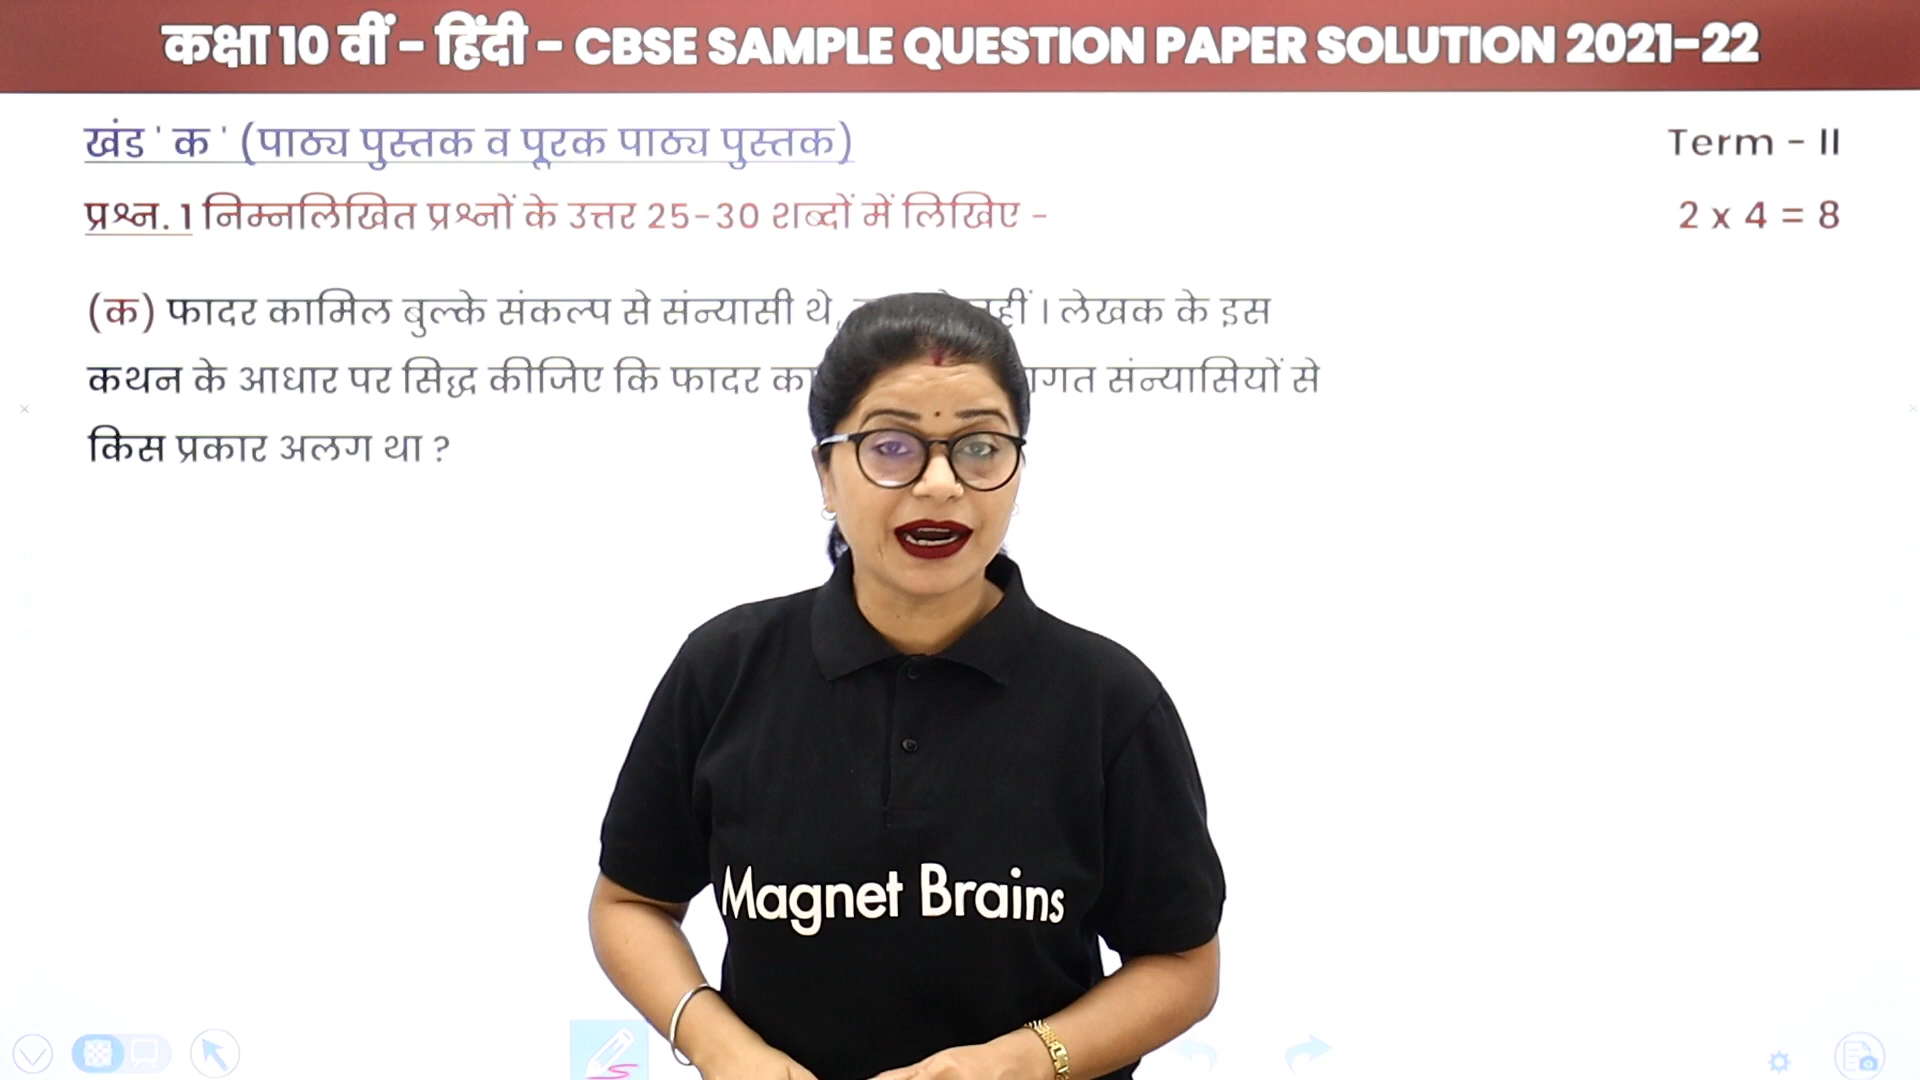 कक्षा 10 वीं - हिंदी - CBSE SAMPLE QUESTION PAPER SOLUTION 2021-22
खंड ' क ' (पाठ्य पुस्तक व पूरक पाठ्य पुस्तक)
Term - II
प्रश्न. 1 निम्नलिखित प्रश्नों के उत्तर 25-30 शब्दों में लिखिए -
2 x 4 = 8
(क) फादर कामिल बुल्के संकल्प से संन्यासी थे, । लेखक के इस
कथन के आधार पर सिद्ध कीजिए कि फादर संन्यासियों से
किस प्रकार अलग था ?
Magnet Brains